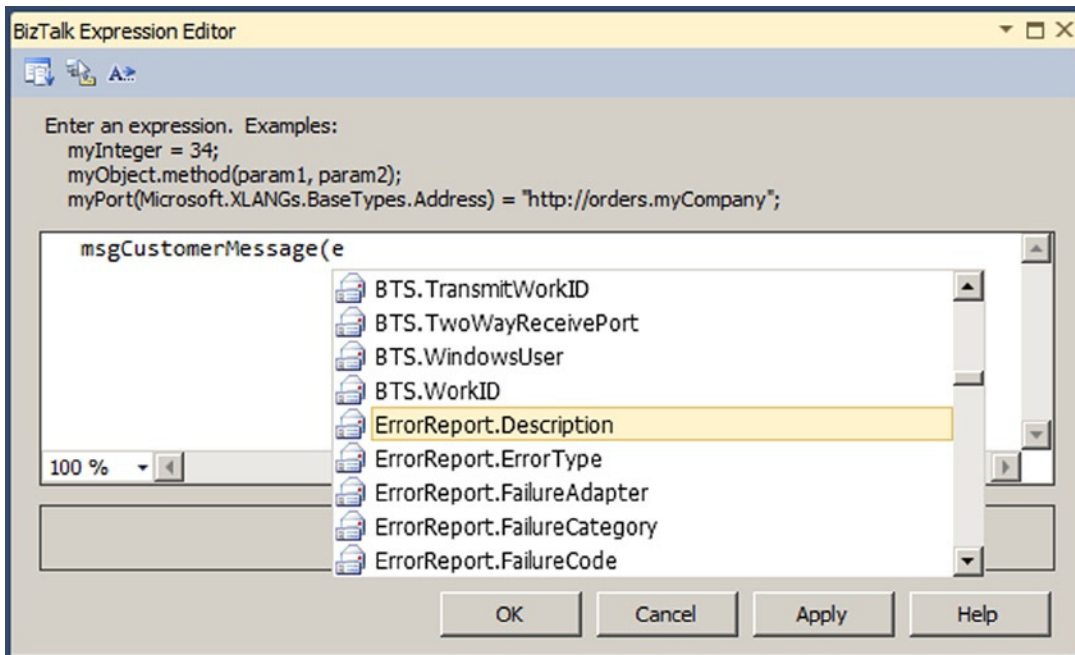 BizTalk Expression Editor
A
Enter an expression. Examples:
myInteger = 34;
myObject.method(param1, param2);
myPort(Microsoft.XLANGs.BaseTypes.Address) = "http://orders.myCompany";
msgCustomerMessage(e
BTS.TransmitWorkID
BTS.TwoWayReceivePort
BTS.WindowsUser
BTS.WorkID
ErrorReport.Description
ErrorReport.ErrorType
ErrorReport.FailureAdapter
ErrorReport.FailureCategory
ErrorReport.FailureCode
100 %
OK Cancel Apply Help